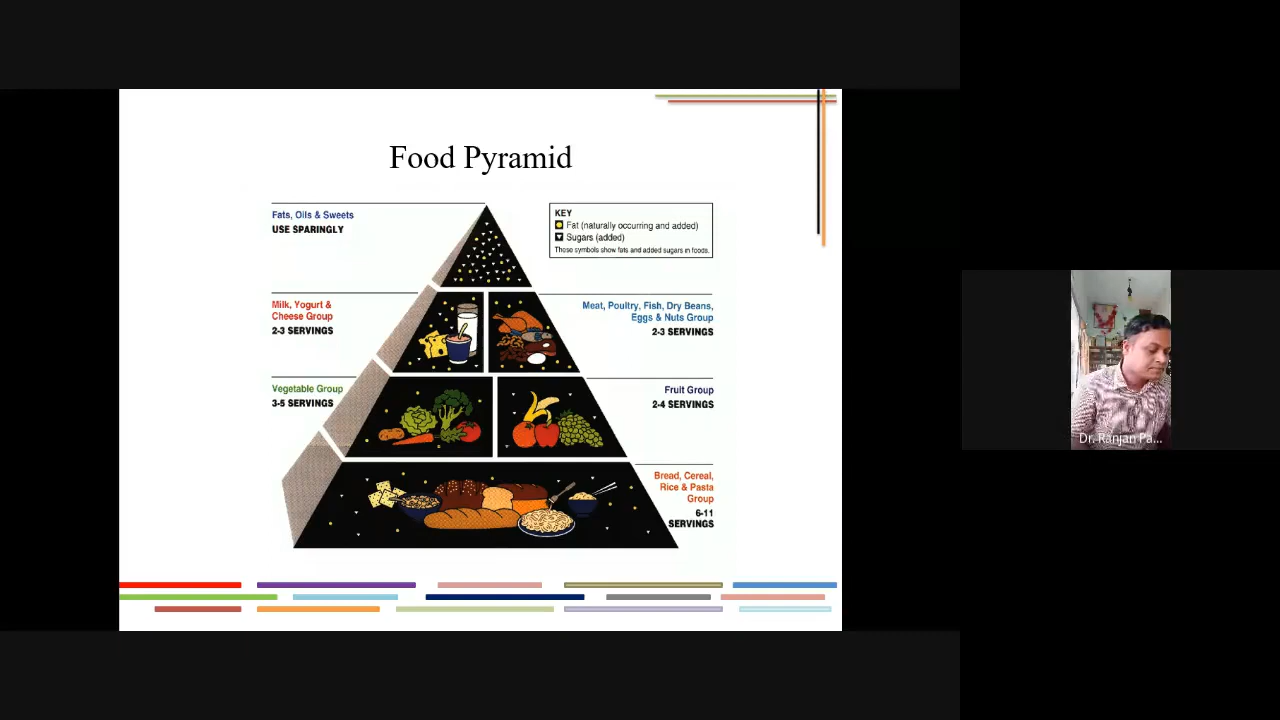 Food Pyramid
Fats, Oils & Sweets
USE SPARINGLY
KEY
Fat (naturally occurring and added)
Sugars (added)
These symbols show fats and added sugars in foods.
Milk, Yogurt &
Cheese Group
2-3 SERVINGS
Meat, Poultry, Fish, Dry Beans,
Eggs & Nuts Group
2-3 SERVINGS
Vegetable Group
3-5 SERVINGS
Fruit Group
2-4 SERVINGS
Bread, Cereal,
Rice & Pasta
Group
6-11
SERVINGS
Dr. Ranjan Pa...